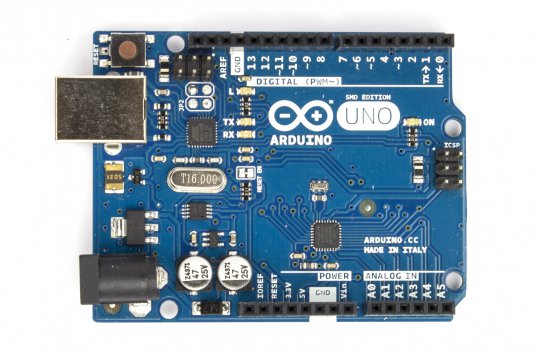 RESET
AREF
GND
13
12
~11
~10
~9
8
7
~6
~5
4
~3
2
TX→1
RX←0
DIGITAL (PWM~)
JP2
L
TX
RX
SMD EDITION
UNO
ARDUINO
ON
ICSP
T16.000
RESET EN
ARDUINO.CC
MADE IN ITALY
47
25V
47
25V
POWER
ANALOG IN
IOREF
RESET
3.3V
5V
GND
Vin
A0
A1
A2
A3
A4
A5